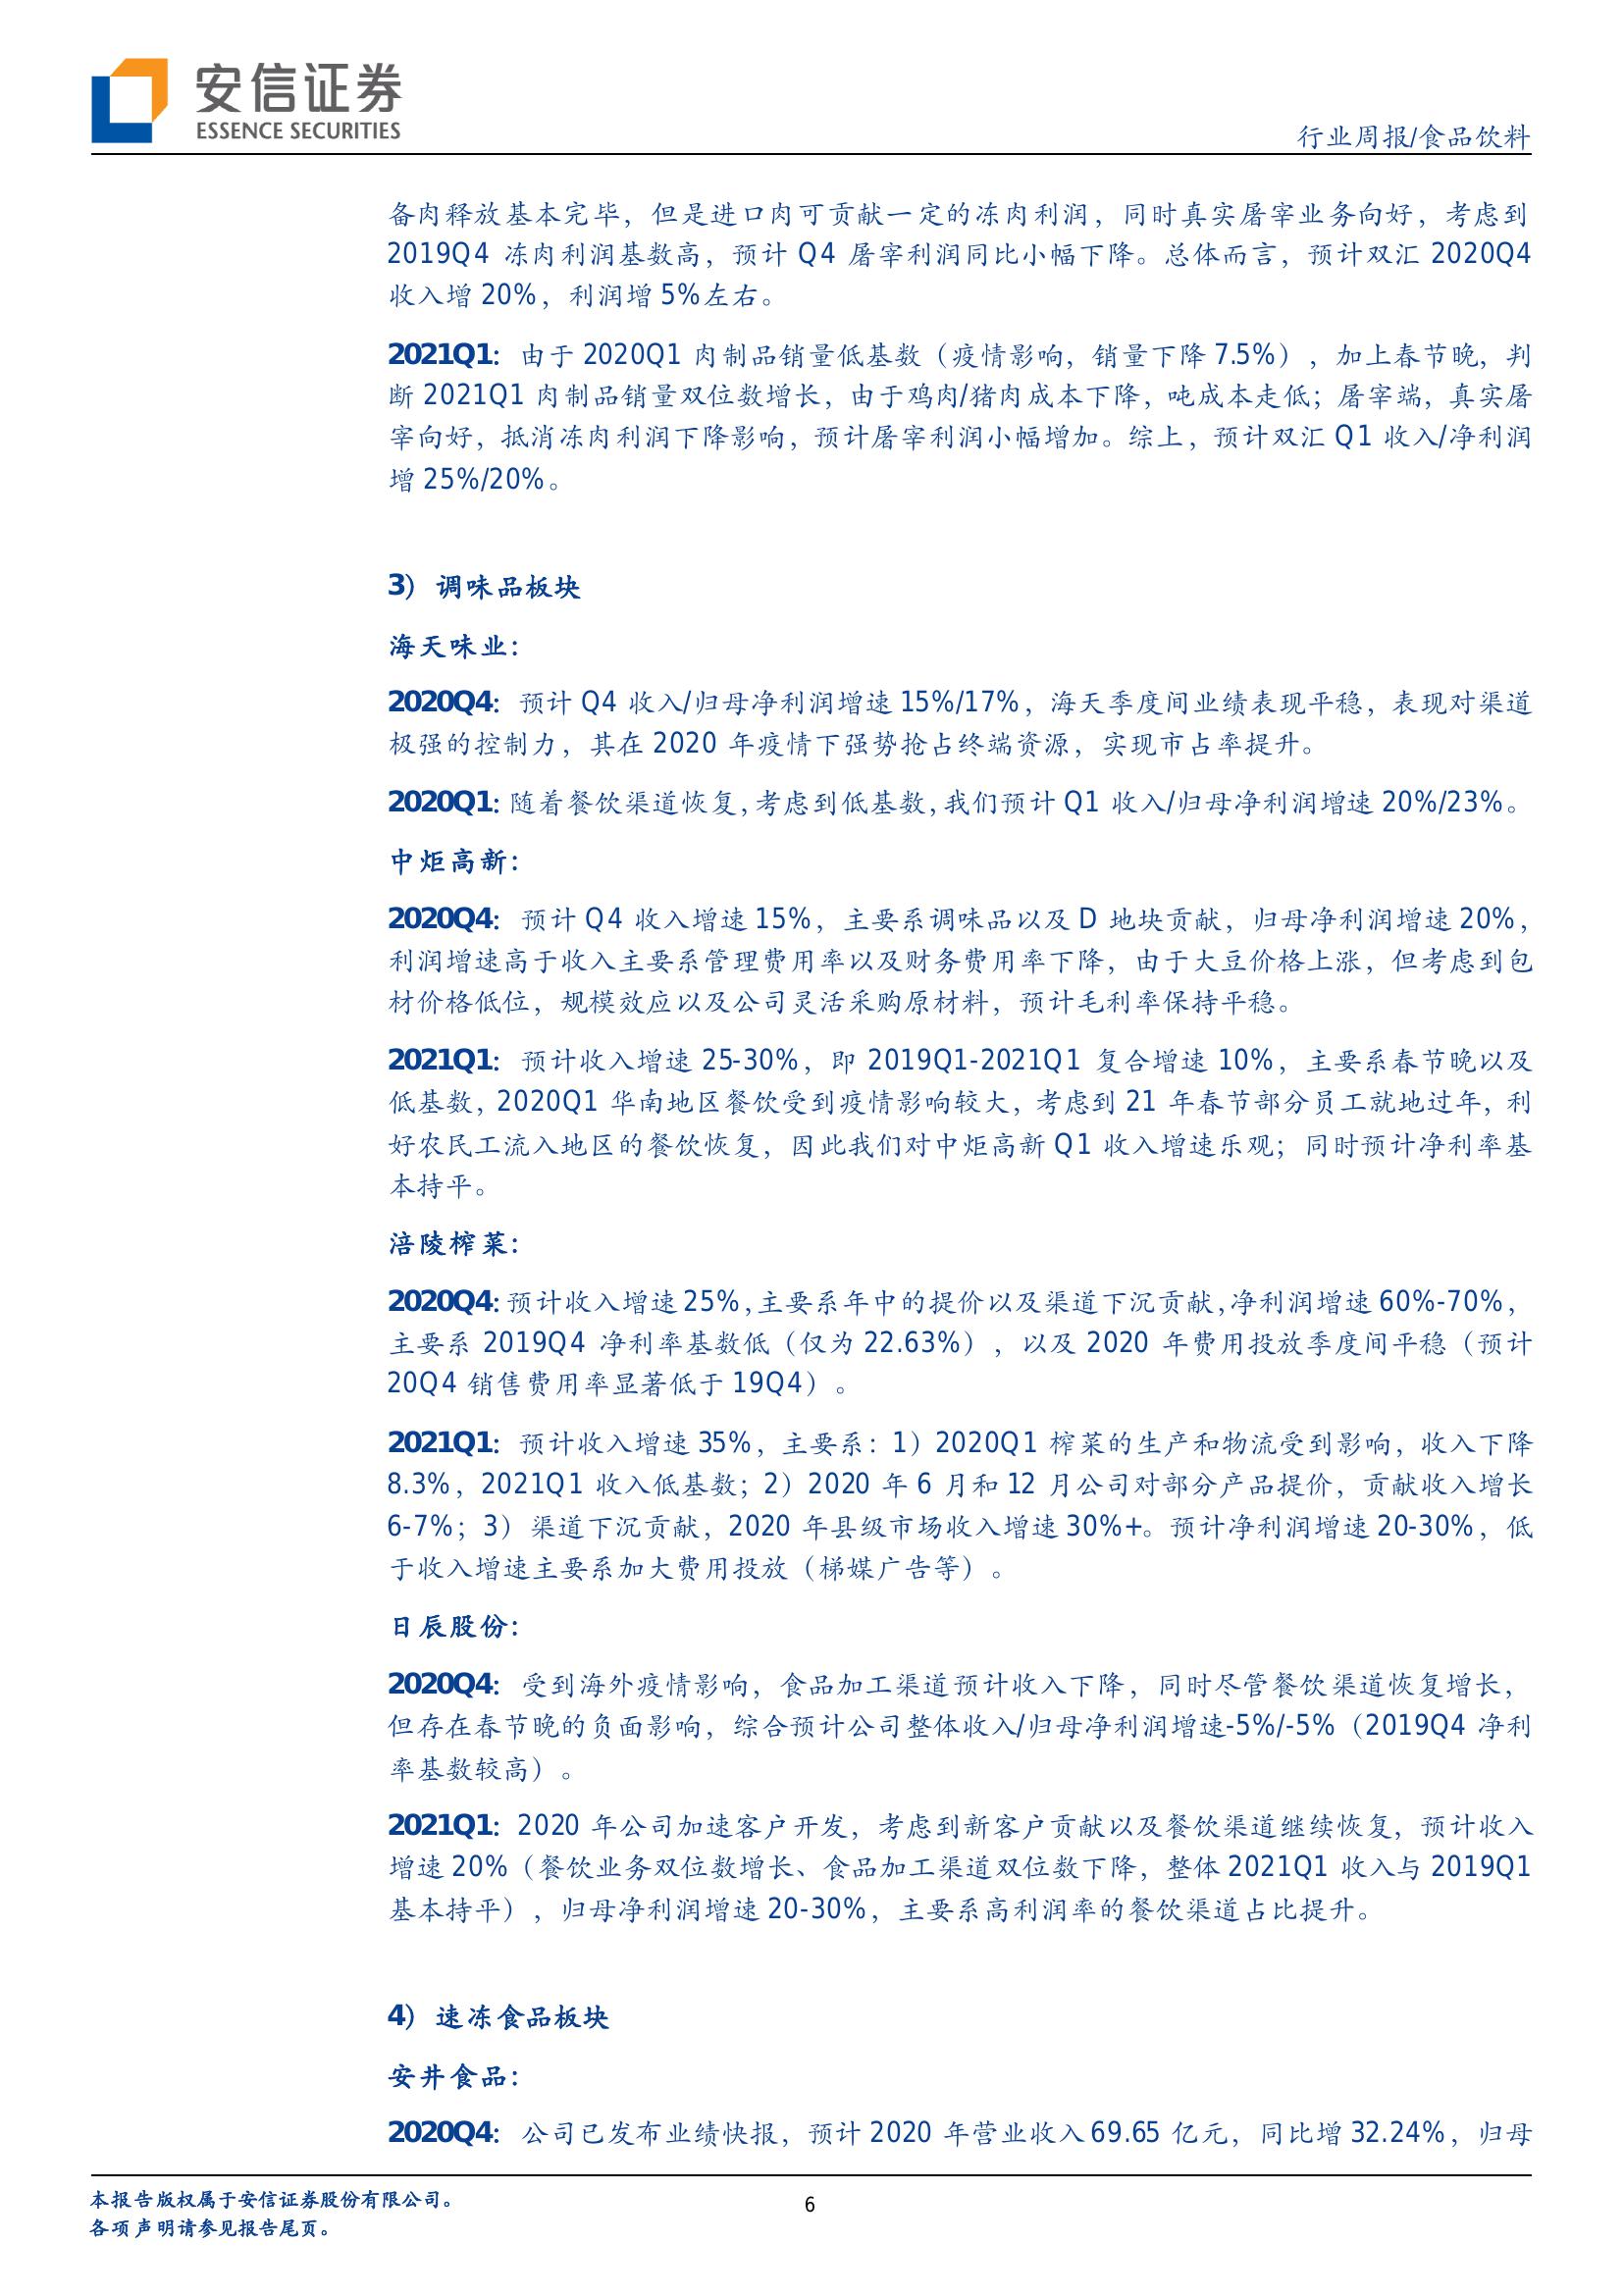 安信证券
ESSENCE SECURITIES
行业周报/食品饮料
备肉释放基本完毕，但是进口肉可贡献一定的冻肉利润，同时真实屠宰业务向好，考虑到
2019Q4 冻肉利润基数高，预计 Q4 屠宰利润同比小幅下降。总体而言，预计双汇 2020Q4
收入增 20%，利润增 5%左右。
2021Q1：由于 2020Q1 肉制品销量低基数（疫情影响，销量下降 7.5%），加上春节晚，判
断 2021Q1 肉制品销量双位数增长，由于鸡肉/猪肉成本下降，吨成本走低；屠宰端，真实屠
宰向好，抵消冻肉利润下降影响，预计屠宰利润小幅增加。综上，预计双汇 Q1 收入/净利润
增 25%/20%。
3）调味品板块
海天味业：
2020Q4：预计 Q4 收入/归母净利润增速 15%/17%，海天季度间业绩表现平稳，表现对渠道
极强的控制力，其在 2020 年疫情下强势抢占终端资源，实现市占率提升。
2020Q1：随着餐饮渠道恢复，考虑到低基数，我们预计 Q1 收入/归母净利润增速 20%/23%。
中炬高新：
2020Q4：预计 Q4 收入增速 15%，主要系调味品以及 D 地块贡献，归母净利润增速 20%，
利润增速高于收入主要系管理费用率以及财务费用率下降，由于大豆价格上涨，但考虑到包
材价格低位，规模效应以及公司灵活采购原材料，预计毛利率保持平稳。
2021Q1：预计收入增速 25-30%，即 2019Q1-2021Q1 复合增速 10%，主要系春节晚以及
低基数，2020Q1 华南地区餐饮受到疫情影响较大，考虑到 21 年春节部分员工就地过年，利
好农民工流入地区的餐饮恢复，因此我们对中炬高新 Q1 收入增速乐观；同时预计净利率基
本持平。
涪陵榨菜：
2020Q4：预计收入增速 25%，主要系年中的提价以及渠道下沉贡献，净利润增速 60%-70%，
主要系 2019Q4 净利率基数低（仅为 22.63%），以及 2020 年费用投放季度间平稳（预计
20Q4 销售费用率显著低于 19Q4）。
2021Q1：预计收入增速 35%，主要系：1）2020Q1 榨菜的生产和物流受到影响，收入下降
8.3%，2021Q1 收入低基数；2）2020 年 6 月和 12 月公司对部分产品提价，贡献收入增长
6-7%；3）渠道下沉贡献，2020 年县级市场收入增速 30%+。预计净利润增速 20-30%，低
于收入增速主要系加大费用投放（梯媒广告等）。
日辰股份：
2020Q4：受到海外疫情影响，食品加工渠道预计收入下降，同时尽管餐饮渠道恢复增长，
但存在春节晚的负面影响，综合预计公司整体收入/归母净利润增速-5%/-5%（2019Q4 净利
率基数较高）。
2021Q1：2020 年公司加速客户开发，考虑到新客户贡献以及餐饮渠道继续恢复，预计收入
增速 20%（餐饮业务双位数增长、食品加工渠道双位数下降，整体 2021Q1 收入与 2019Q1
基本持平），归母净利润增速 20-30%，主要系高利润率的餐饮渠道占比提升。
4）速冻食品板块
安井食品：
2020Q4：公司已发布业绩快报，预计 2020 年营业收入 69.65 亿元，同比增 32.24%，归母
本报告版权属于安信证券股份有限公司。
6
各项声明请参见报告尾页。